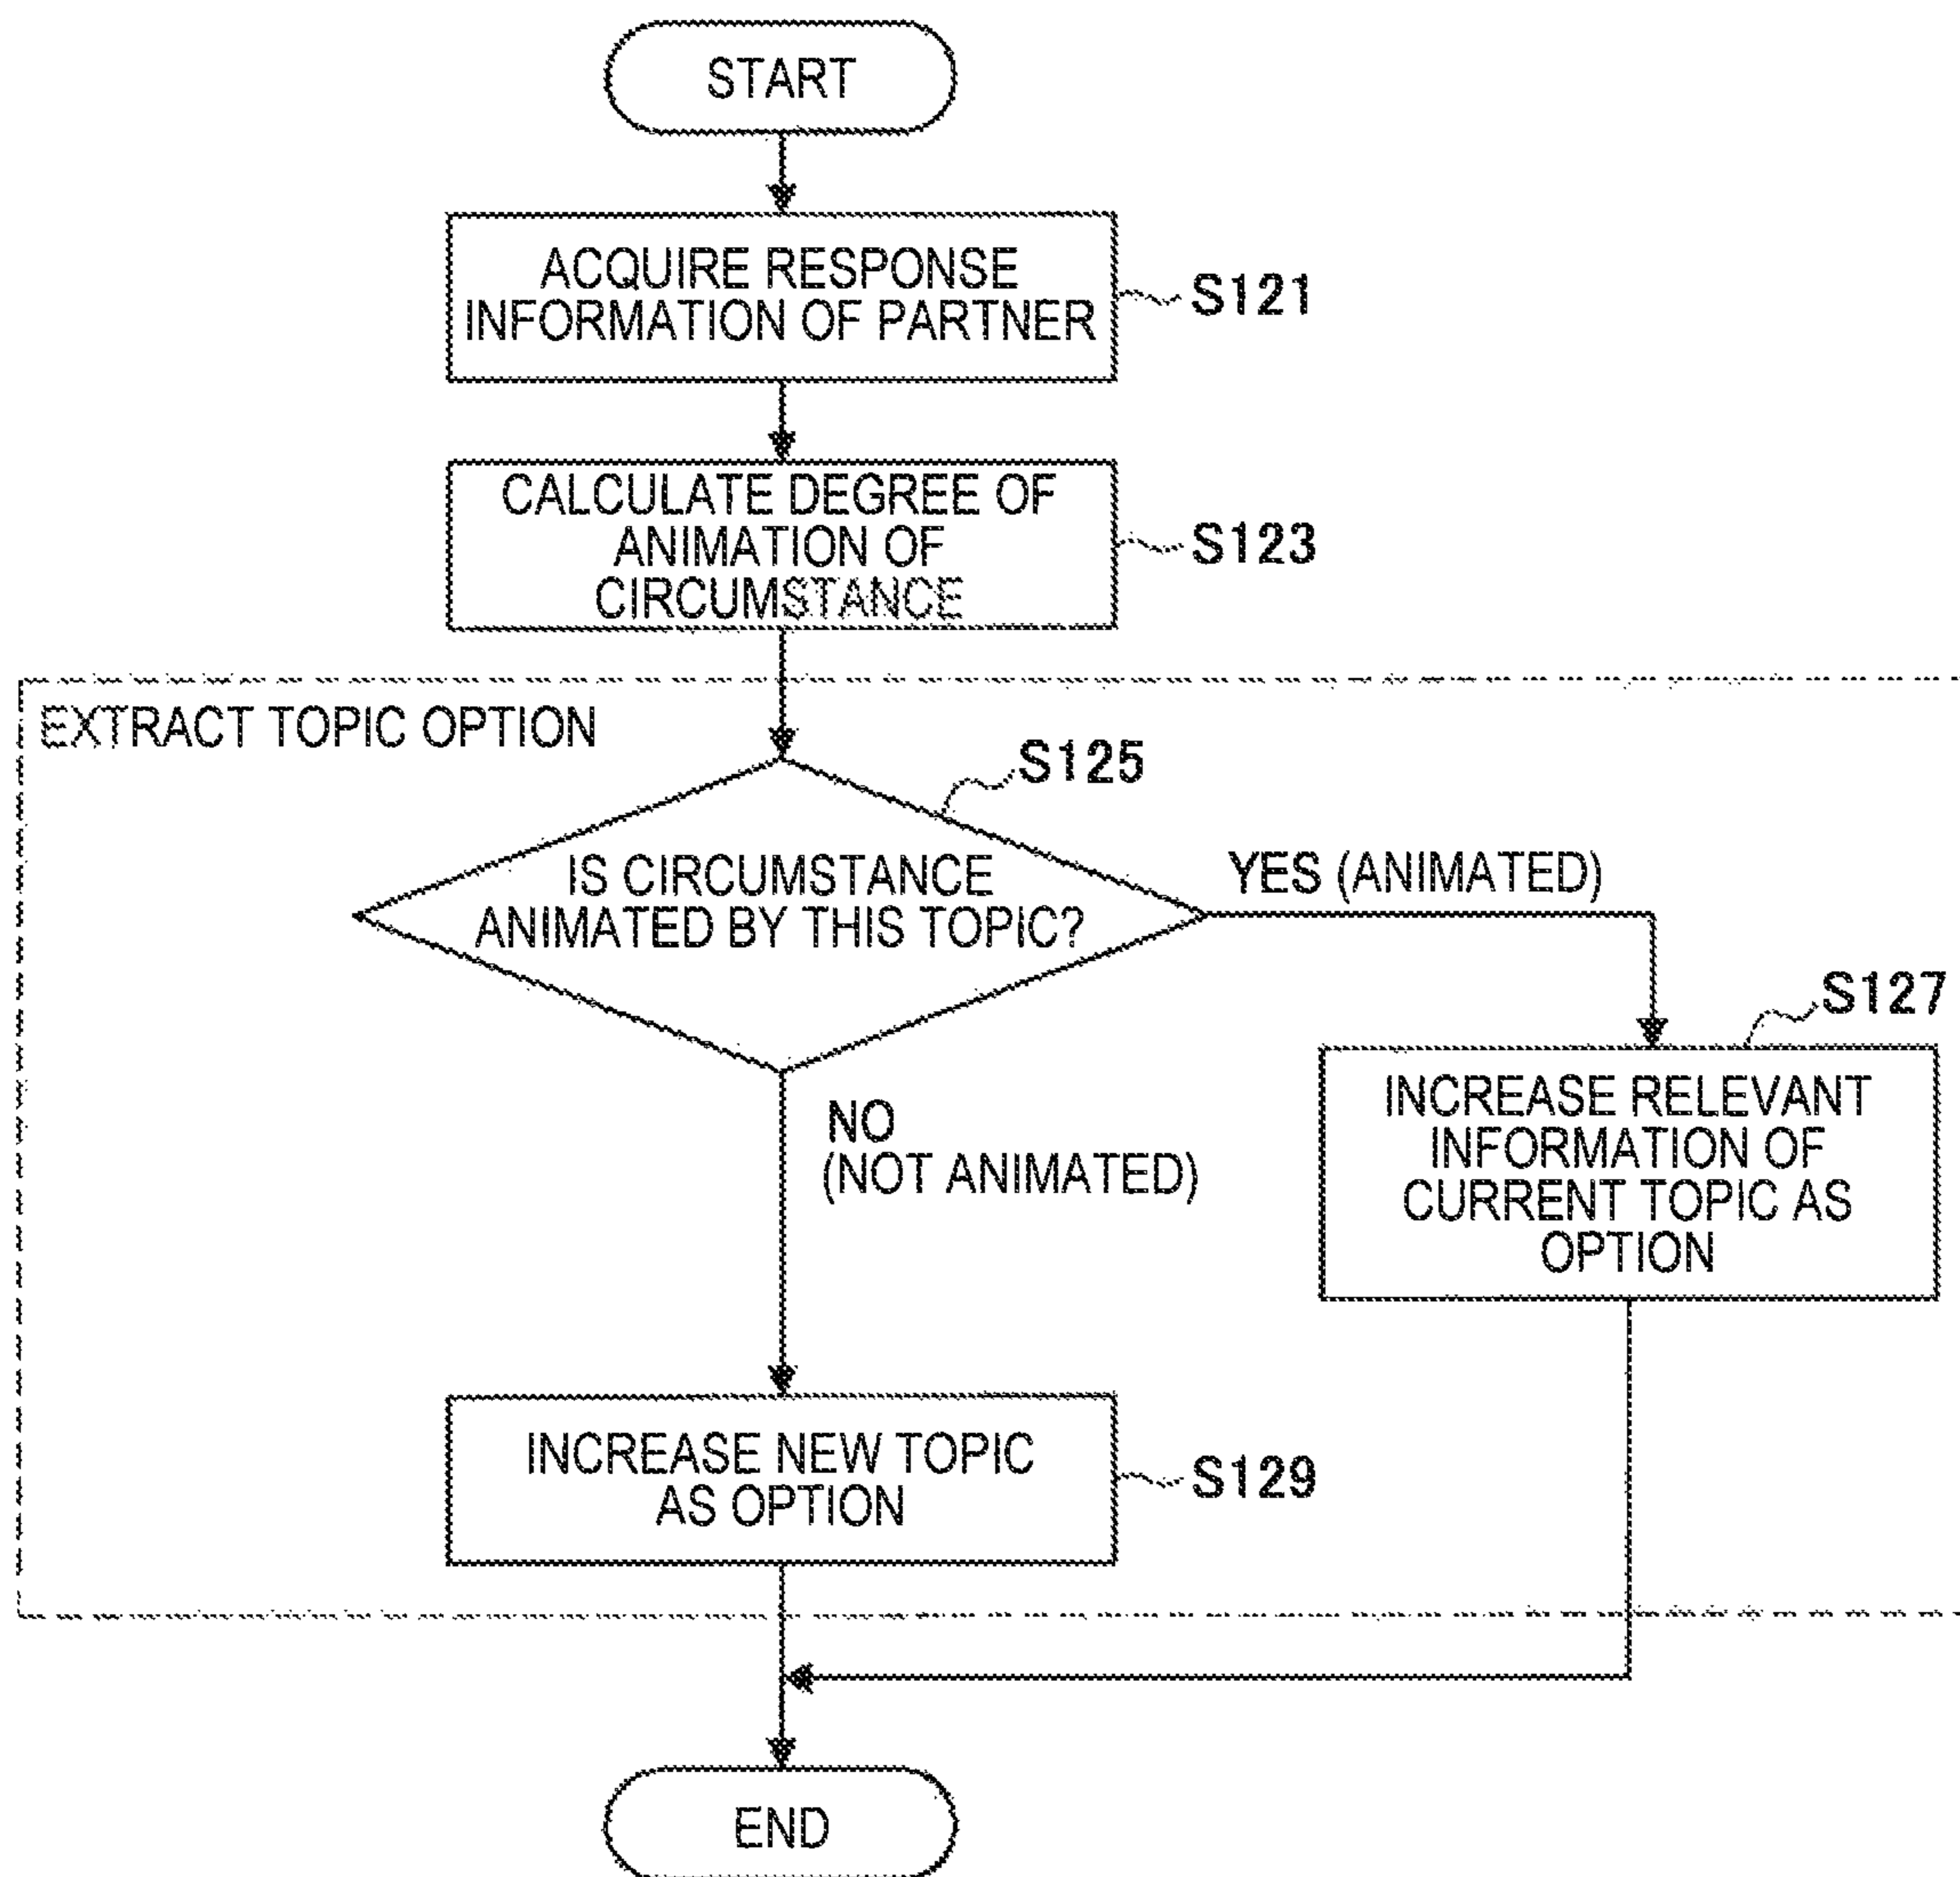 START
ACQUIRE RESPONSE
INFORMATION OF PARTNER
S121
CALCULATE DEGREE OF
ANIMATION OF
CIRCUMSTANCE
S123
EXTRACT TOPIC OPTION
S125
IS CIRCUMSTANCE
ANIMATED BY THIS TOPIC?
YES (ANIMATED)
S127
INCREASE RELEVANT
INFORMATION OF
CURRENT TOPIC AS
OPTION
NO
(NOT ANIMATED)
INCREASE NEW TOPIC
AS OPTION
S129
END